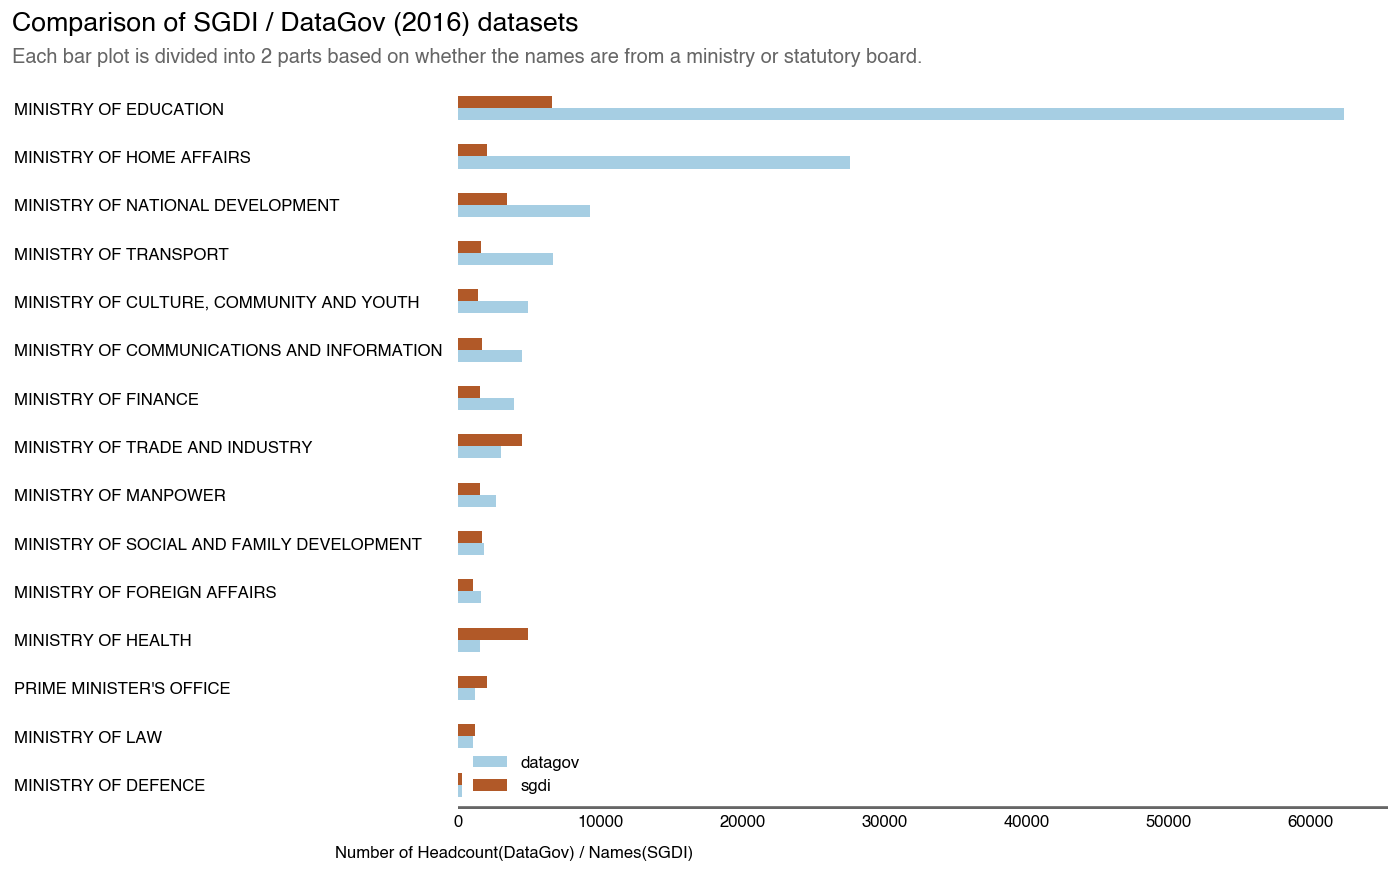 Comparison of SGDI / DataGov (2016) datasets
Each bar plot is divided into 2 parts based on whether the names are from a ministry or statutory board.
MINISTRY OF EDUCATION
MINISTRY OF HOME AFFAIRS
MINISTRY OF NATIONAL DEVELOPMENT
MINISTRY OF TRANSPORT
MINISTRY OF CULTURE, COMMUNITY AND YOUTH
MINISTRY OF COMMUNICATIONS AND INFORMATION
MINISTRY OF FINANCE
MINISTRY OF TRADE AND INDUSTRY
MINISTRY OF MANPOWER
MINISTRY OF SOCIAL AND FAMILY DEVELOPMENT
MINISTRY OF FOREIGN AFFAIRS
MINISTRY OF HEALTH
PRIME MINISTER'S OFFICE
MINISTRY OF LAW
datagov
MINISTRY OF DEFENCE sgdi
0 10000 20000 30000 40000 50000 60000
Number of Headcount(DataGov) / Names(SGDI)